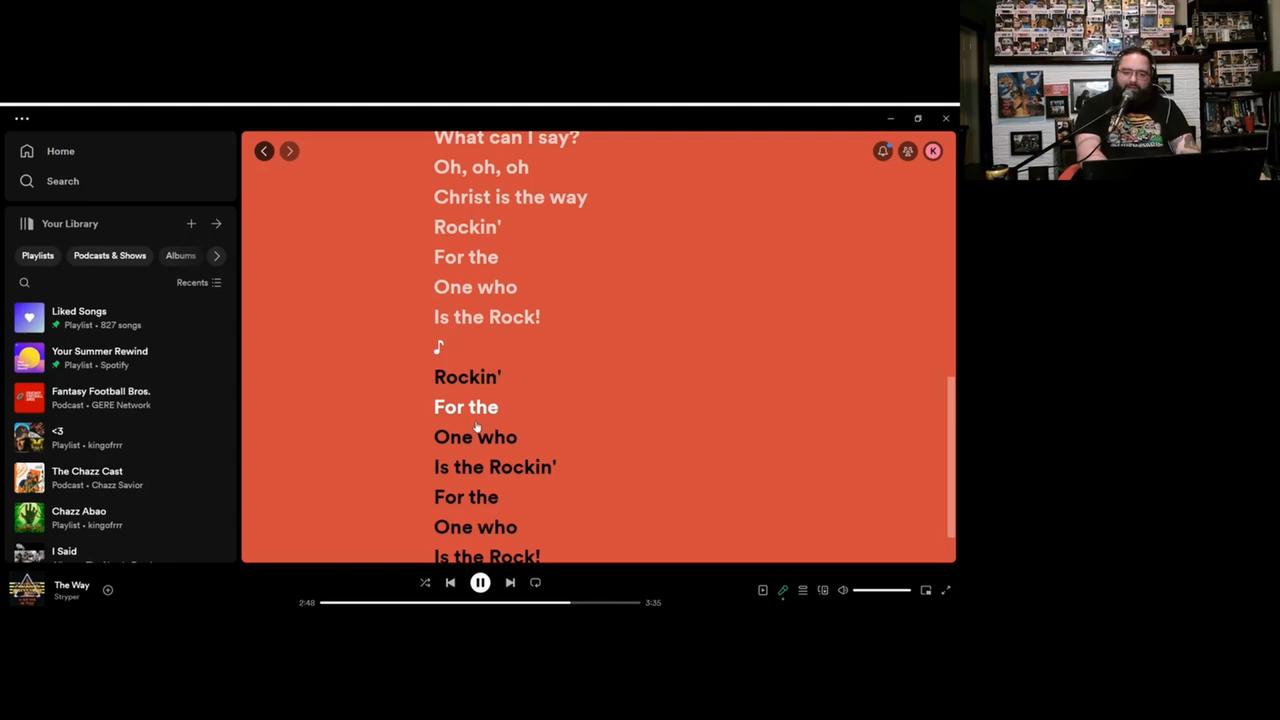 Home
Search
Your Library
Playlists
Podcasts & Shows
Albums
Recents
Liked Songs
Playlist • 827 songs
Your Summer Rewind
Playlist • Spotify
Fantasy Football Bros.
Podcast • GERE Network
<3
Playlist • kingofrrr
The Chazz Cast
Podcast • Chazz Savior
Chazz Abao
Playlist • kingofrrr
I Said
K
What can I say?
Oh, oh, oh
Christ is the way
Rockin'
For the
One who
Is the Rock!
♪
Rockin'
For the
One who
Is the Rockin'
For the
One who
Is the Rock!
The Way
Stryper
2:48
3:35